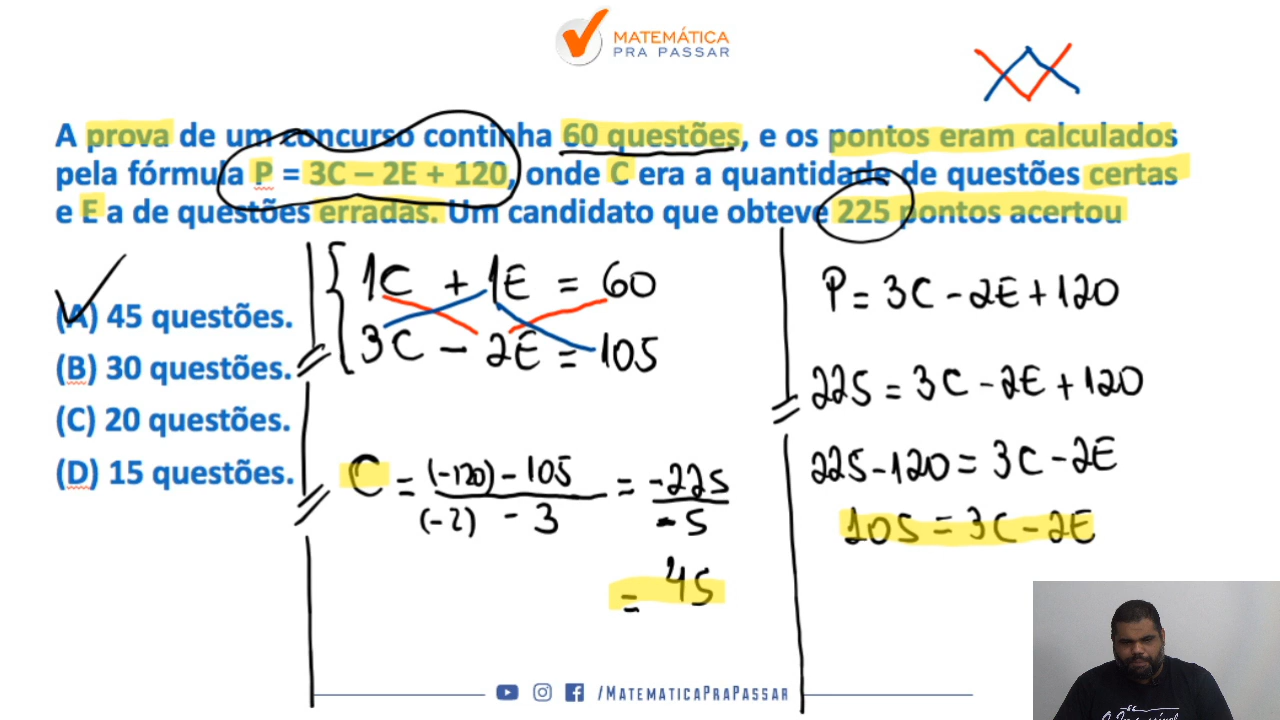 MATEMÁTICA
PRA PASSAR
A prova de um concurso continha 60 questões, e os pontos eram calculados
pela fórmula P = 3C – 2E + 120, onde C era a quantidade de questões certas
e E a de questões erradas. Um candidato que obteve 225 pontos acertou
(A) 45 questões.
(B) 30 questões.
(C) 20 questões.
(D) 15 questões.
1C + 1E = 60
3C - 2E = 105
C = (-120) - 105 / (-2) - 3 = -225 / -5
= 45
P = 3C - 2E + 120
225 = 3C - 2E + 120
225 - 120 = 3C - 2E
105 = 3C - 2E
/MATEMATICAPRAPASSAR